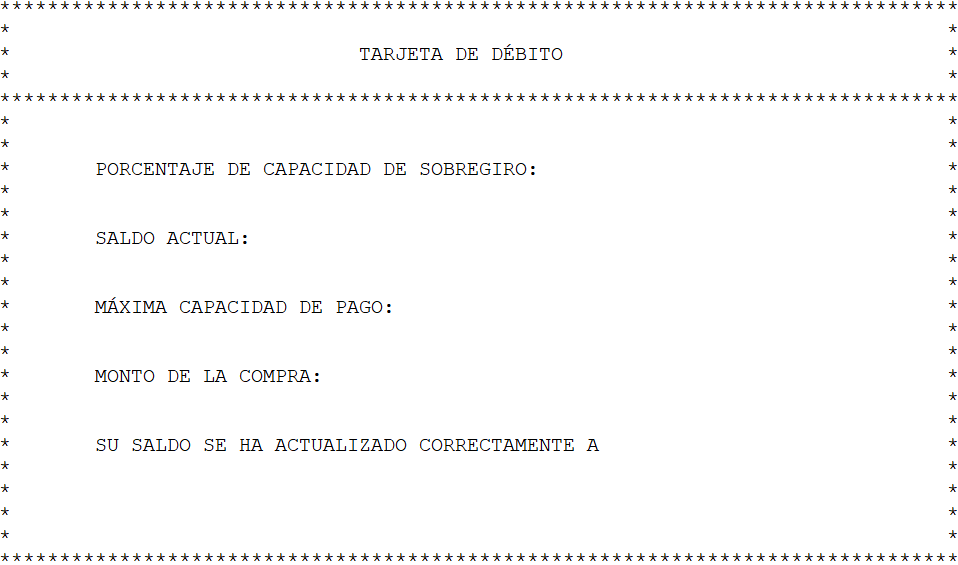 TARJETA DE DÉBITO
PORCENTAJE DE CAPACIDAD DE SOBREGIRO:
SALDO ACTUAL:
MÁXIMA CAPACIDAD DE PAGO:
MONTO DE LA COMPRA:
SU SALDO SE HA ACTUALIZADO CORRECTAMENTE A